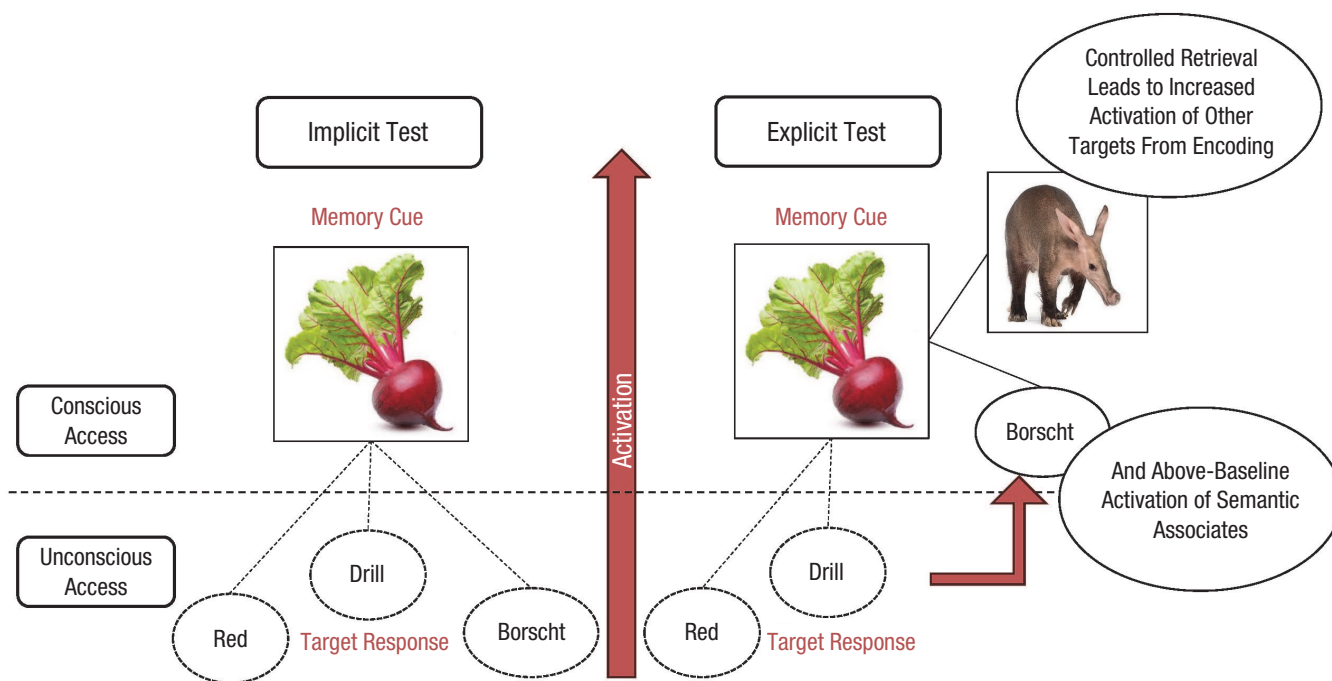 Controlled Retrieval
Leads to Increased
Activation of Other
Targets From Encoding
Implicit Test
Explicit Test
Memory Cue
Memory Cue
Activation
Conscious
Access
Borscht
And Above-Baseline
Activation of Semantic
Associates
Unconscious
Access
Drill
Drill
Red
Target Response
Borscht
Red
Target Response